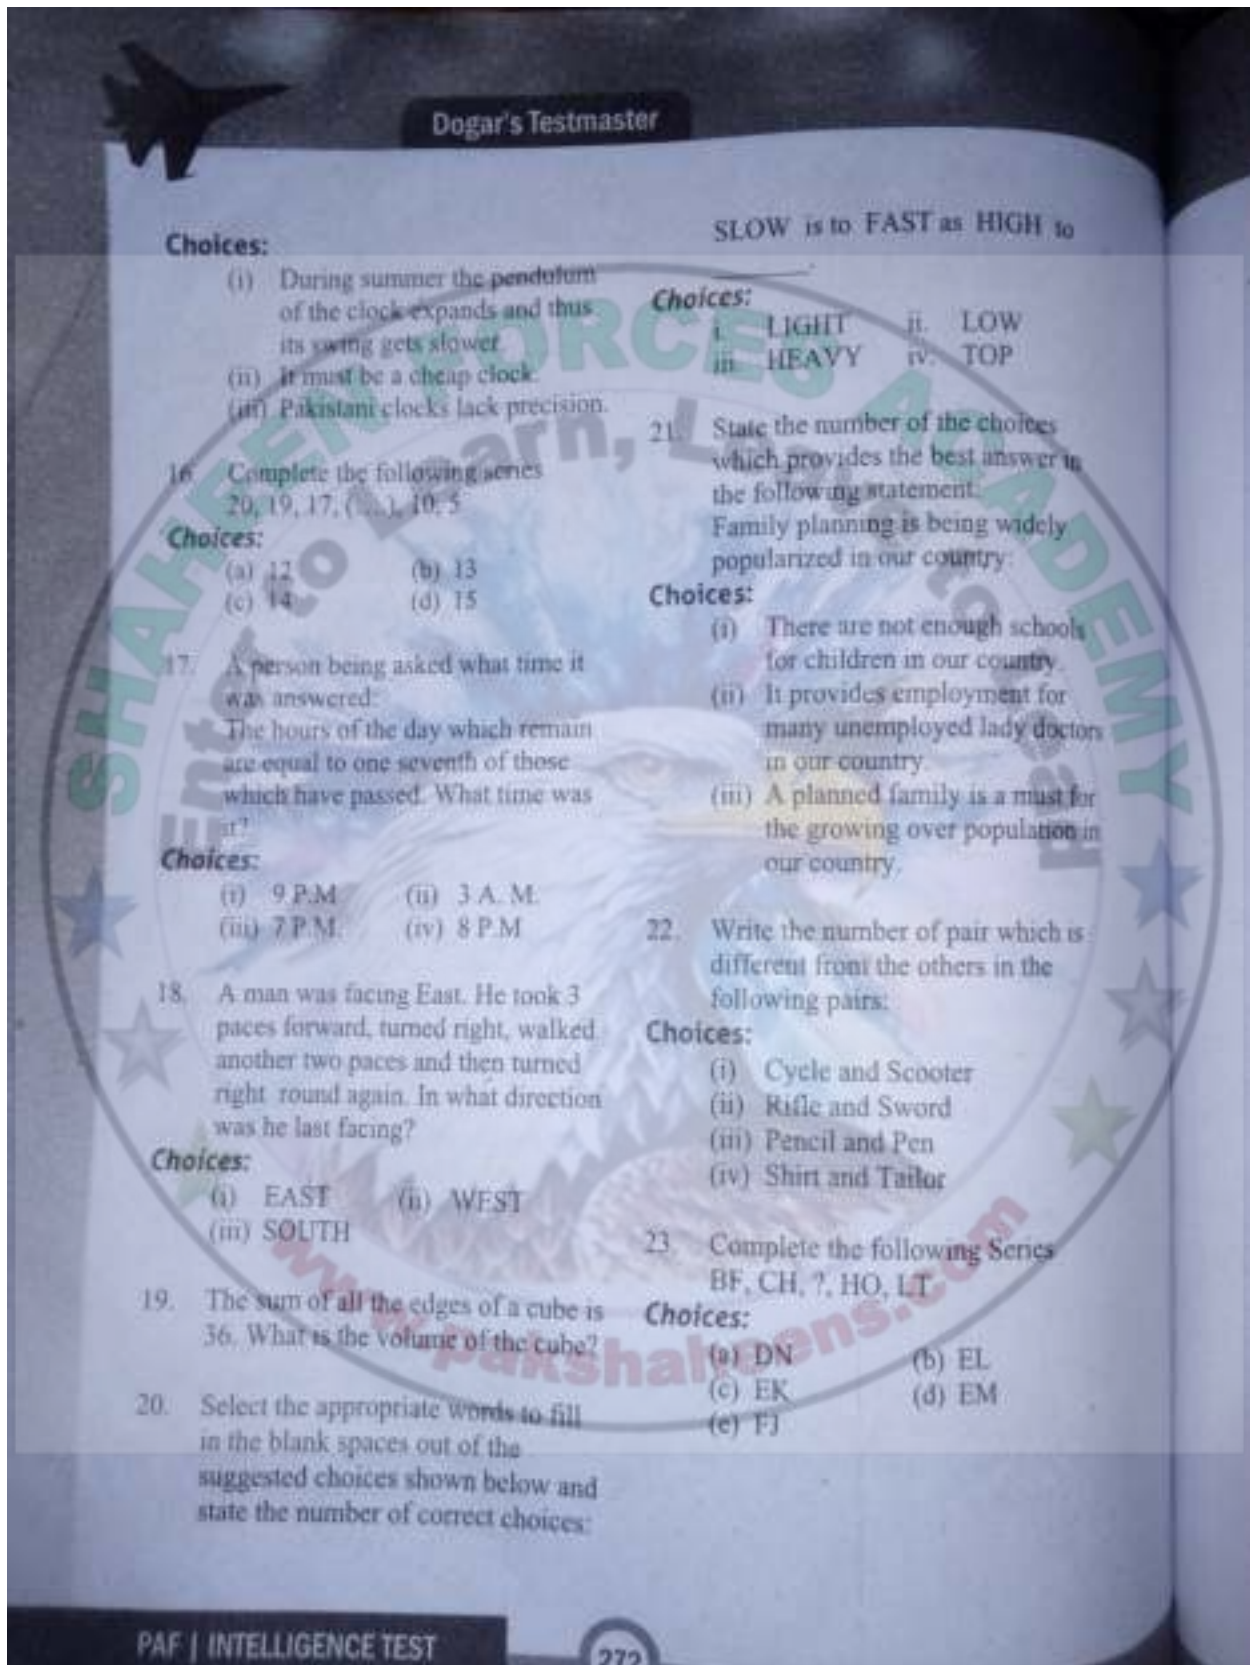 Dogar's Testmaster
Choices:
(i) During summer the pendulum
of the clock expands and thus
its swing gets slower.
(ii) It must be a cheap clock.
(iii) Pakistani clocks lack precision.
16. Complete the following series
20, 19, 17, (....), 10, 5
Choices:
(a) 12 (b) 13
(c) 14 (d) 15
17. A person being asked what time it
was answered:
The hours of the day which remain
are equal to one seventh of those
which have passed. What time was
it?
Choices:
(i) 9 P.M (ii) 3 A. M.
(iii) 7 P.M. (iv) 8 P.M
18. A man was facing East. He took 3
paces forward, turned right, walked
another two paces and then turned
right round again. In what direction
was he last facing?
Choices:
(i) EAST (ii) WEST
(iii) SOUTH
19. The sum of all the edges of a cube is
36. What is the volume of the cube?
20. Select the appropriate words to fill
in the blank spaces out of the
suggested choices shown below and
state the number of correct choices:
SLOW is to FAST as HIGH to
________.
Choices:
i. LIGHT ii. LOW
iii. HEAVY iv. TOP
21. State the number of the choices
which provides the best answer in
the following statement.
Family planning is being widely
popularized in our country:
Choices:
(i) There are not enough schools
for children in our country.
(ii) It provides employment for
many unemployed lady doctors
in our country.
(iii) A planned family is a must for
the growing over population in
our country.
22. Write the number of pair which is
different from the others in the
following pairs:
Choices:
(i) Cycle and Scooter
(ii) Rifle and Sword
(iii) Pencil and Pen
(iv) Shirt and Tailor
23. Complete the following Series
BF, CH, ?, HO, LT
Choices:
(a) DN (b) EL
(c) EK (d) EM
(e) FJ
PAF | INTELLIGENCE TEST
272
SHAHEEN FORCES ACADEMY
Enter to Learn, Leave to Lead
www.pakshaheens.com